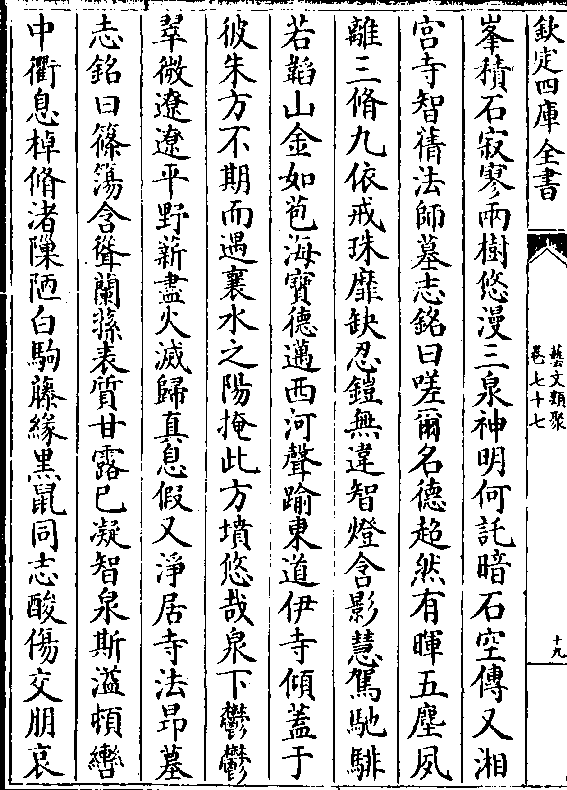 欽定四庫全書
藝文類聚
卷七十七
十九
峯積石寂寥兩樹悠漫三泉神明何託暗石空傳又湘
宮寺智蒨法師墓志銘曰嗟爾名德超然有暉五塵夙
離三脩九依戒珠靡缺忍鎧無違智燈含影慧駕馳騑
若韜山金如苞海寶德邁西河聲踰東道伊寺傾蓋于
彼朱方不期而遇襄水之陽掩此方墳悠哉泉下鬱鬱
翠微遼遼平野薪盡火滅歸真息假又淨居寺法昂墓
志銘曰篠簜含聳蘭蓀表質甘露已凝智泉斯溢頓轡
中衢息棹脩渚隟陋白駒藤緣黒鼠同志酸傷交朋哀